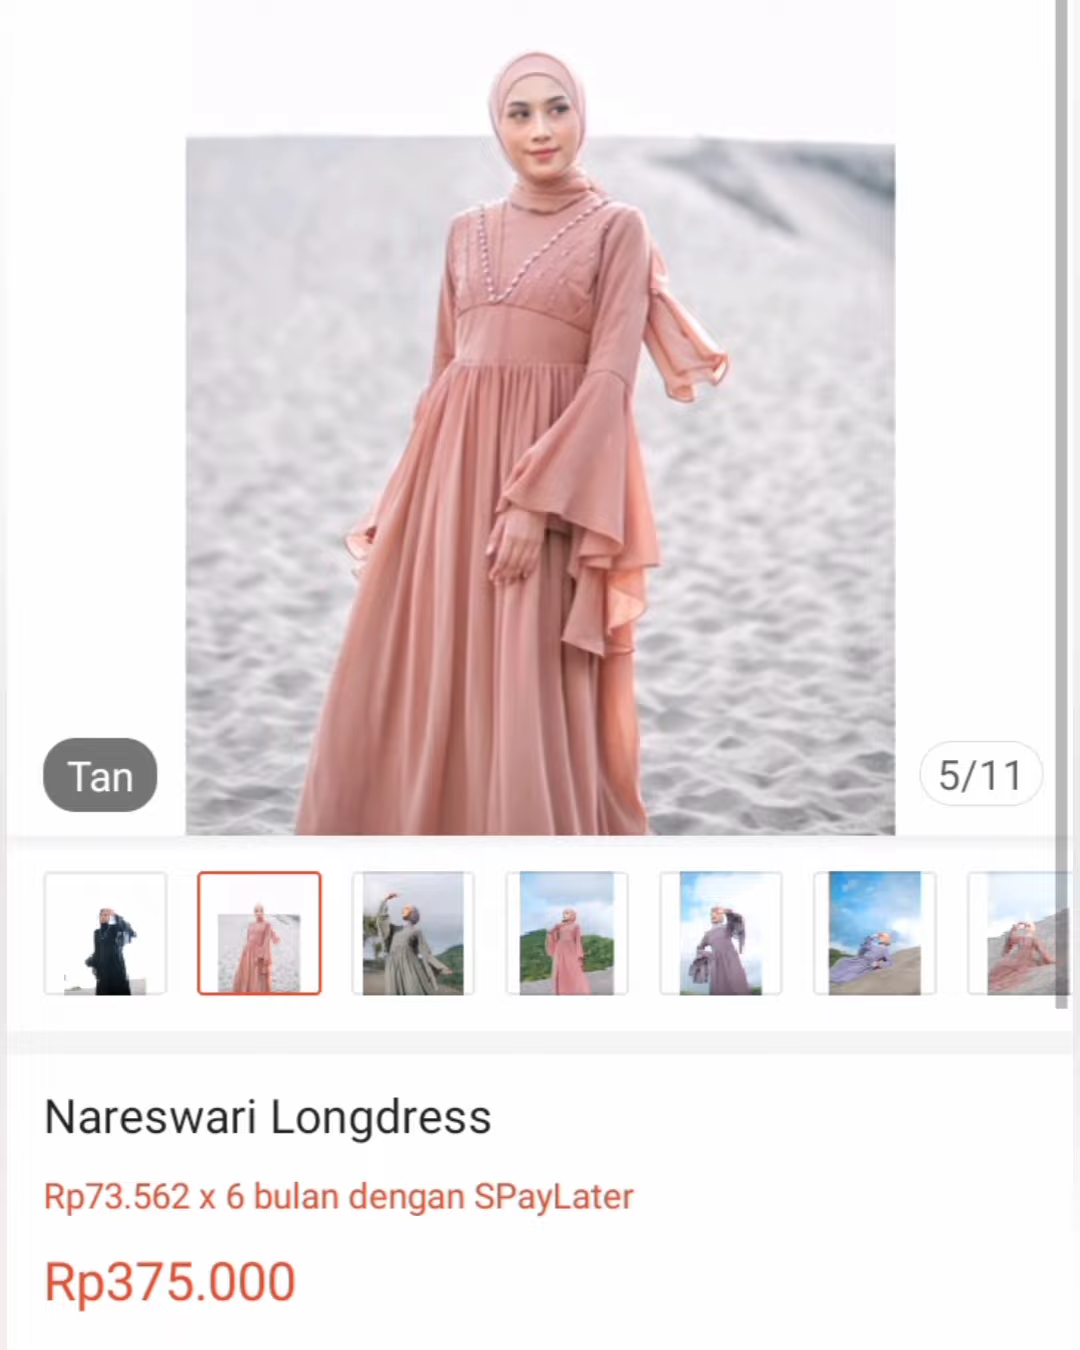 Tan
5/11
Nareswari Longdress
Rp73.562 x 6 bulan dengan SPayLater
Rp375.000